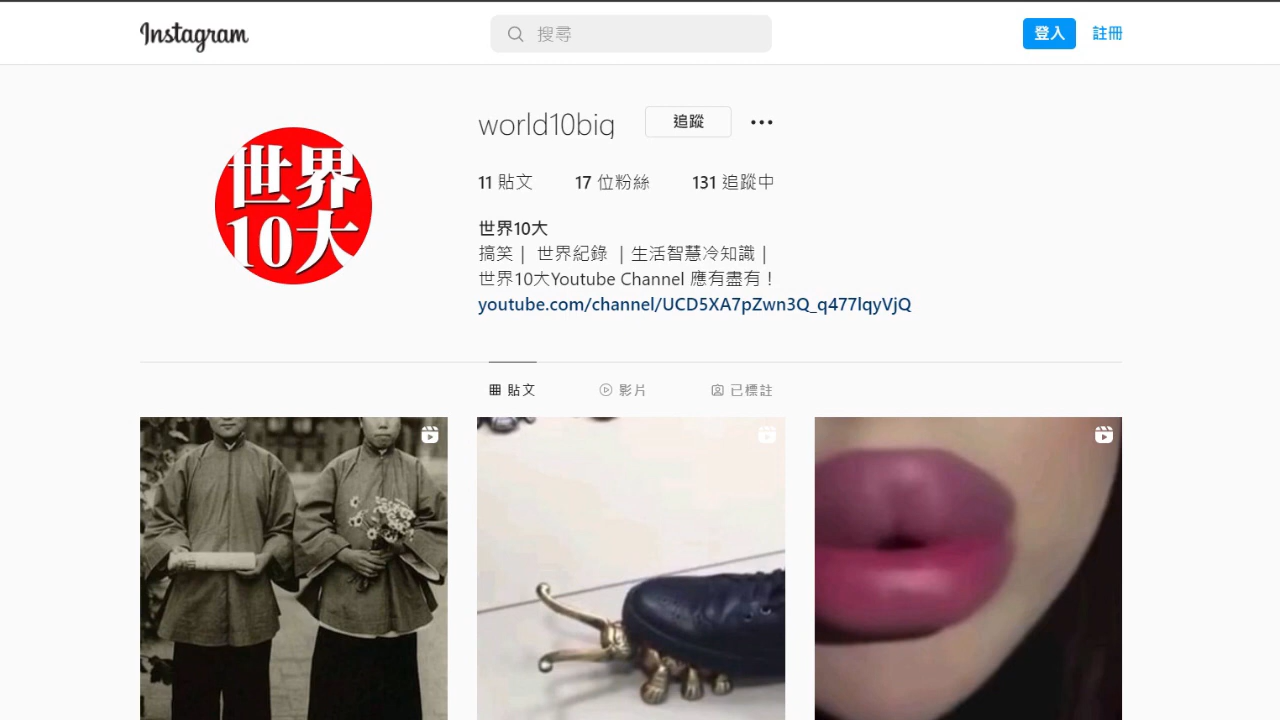 Instagram
搜尋
登入
註冊
世界
10大
world10big
追蹤
11 貼文
17 位粉絲
131 追蹤中
世界10大
搞笑｜ 世界紀錄 ｜生活智慧冷知識｜
世界10大Youtube Channel 應有盡有！
youtube.com/channel/UCD5XA7pZwn3Q_q477lqyVjQ
貼文
影片
已標註